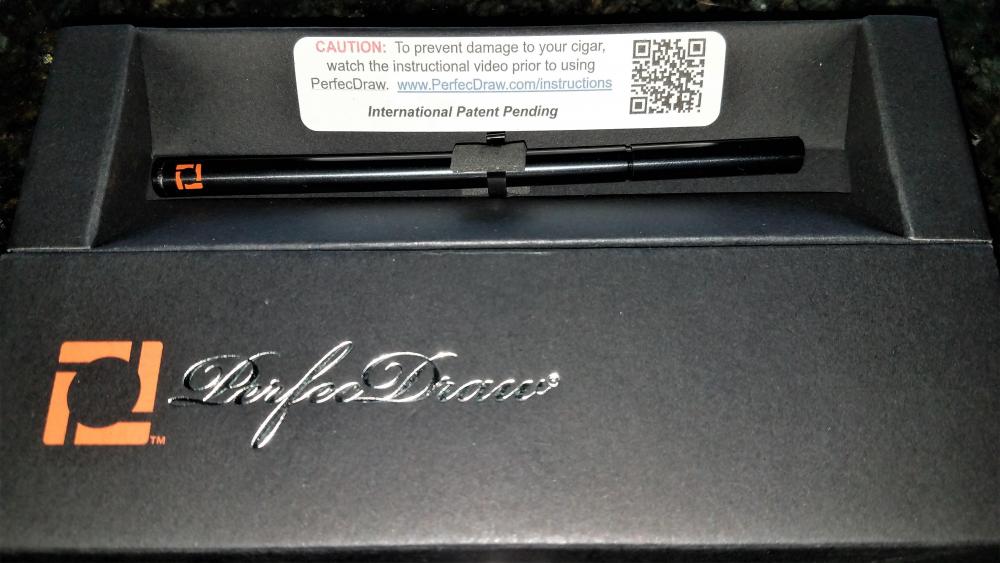 CAUTION: To prevent damage to your cigar,
watch the instructional video prior to using
PerfecDraw. www.PerfecDraw.com/instructions
International Patent Pending
PerfecDraw®
TM